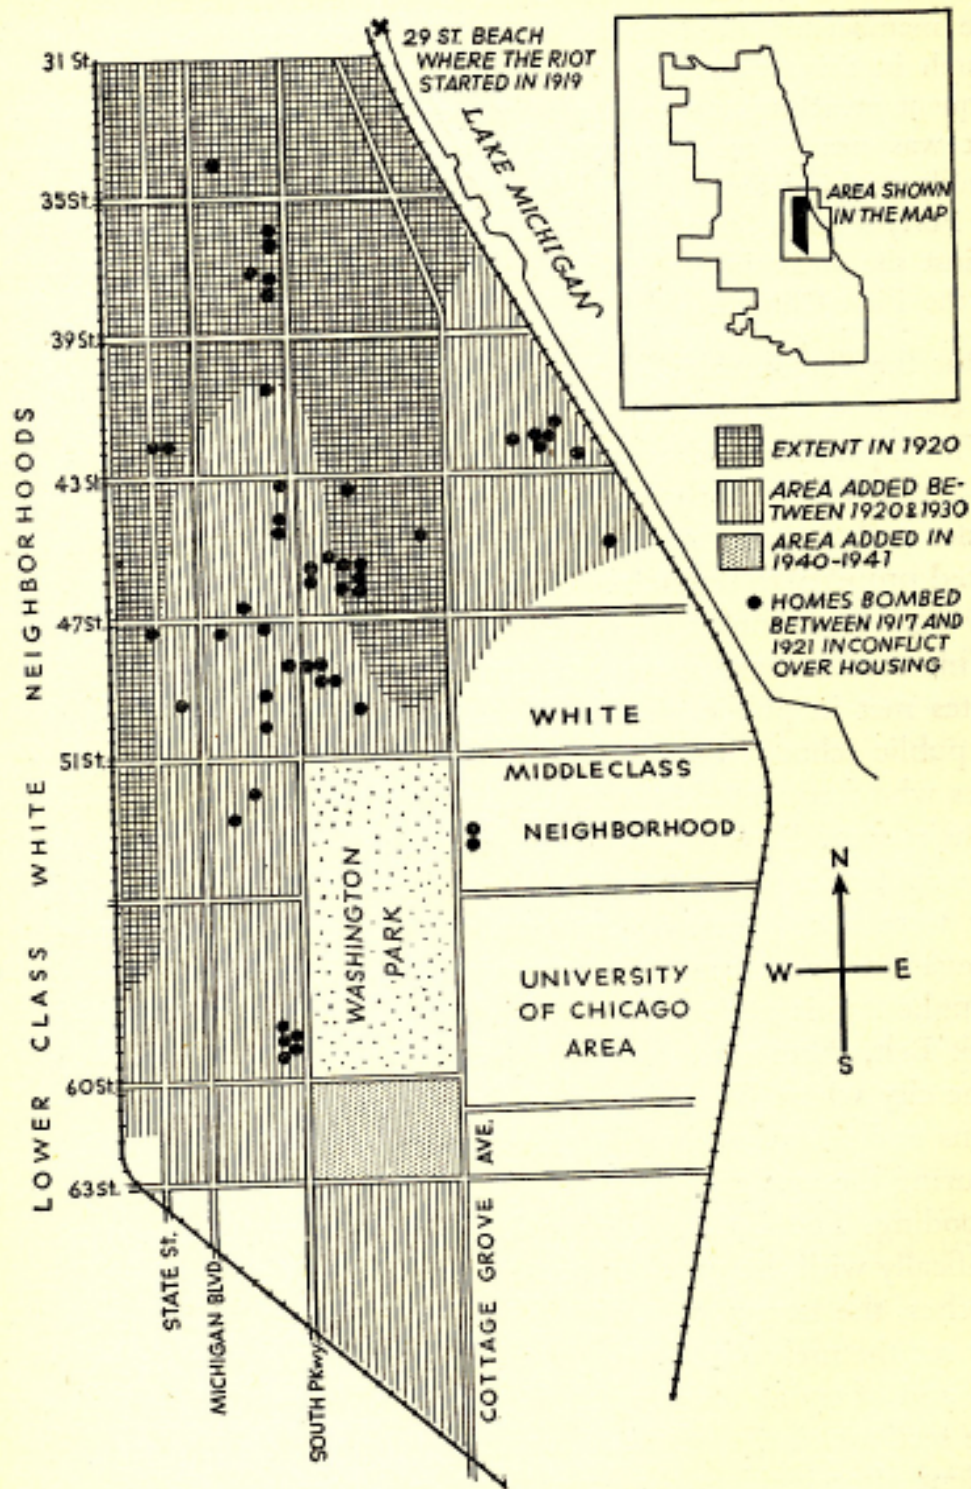 29 ST. BEACH
WHERE THE RIOT
STARTED IN 1919
31 St.
LAKE MICHIGAN
AREA SHOWN
IN THE MAP
35 St.
39 St.
43 St
47 St.
51 St.
60 St.
63 St.
EXTENT IN 1920
AREA ADDED BE-
TWEEN 1920 & 1930
AREA ADDED IN
1940-1941
HOMES BOMBED
BETWEEN 1917 AND
1921 IN CONFLICT
OVER HOUSING
LOWER CLASS WHITE NEIGHBORHOODS
WHITE
MIDDLE CLASS
NEIGHBORHOOD
WASHINGTON
PARK
UNIVERSITY
OF CHICAGO
AREA
N
W E
S
STATE St.
MICHIGAN BLVD
SOUTH PKwy.
COTTAGE GROVE AVE.